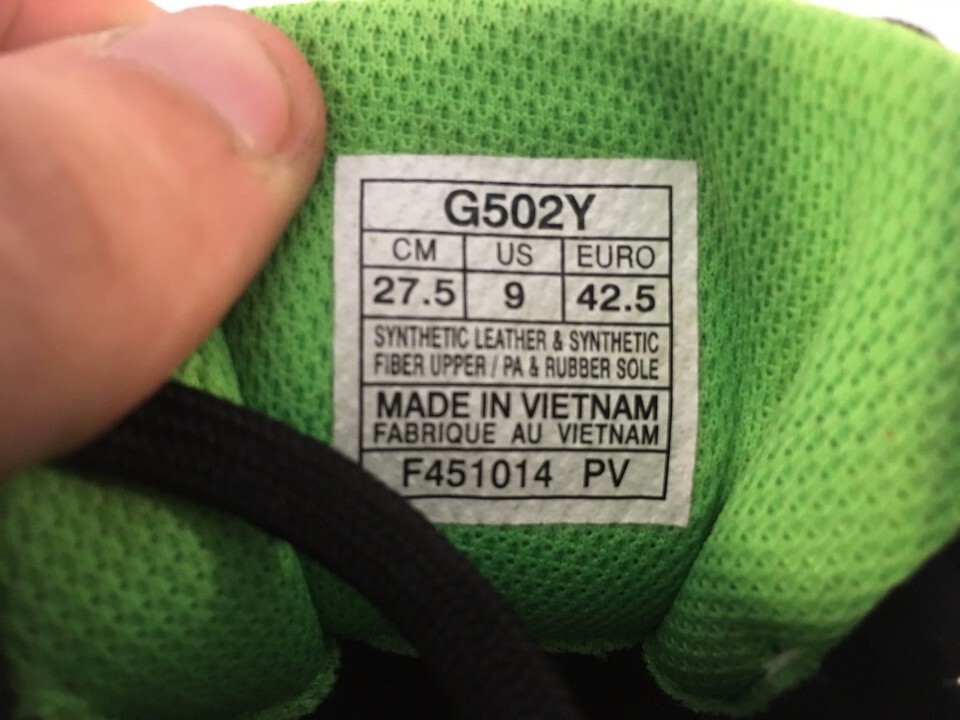 G502Y
CM US EURO
27.5 9 42.5
SYNTHETIC LEATHER & SYNTHETIC
FIBER UPPER / PA & RUBBER SOLE
MADE IN VIETNAM
FABRIQUE AU VIETNAM
F451014 PV